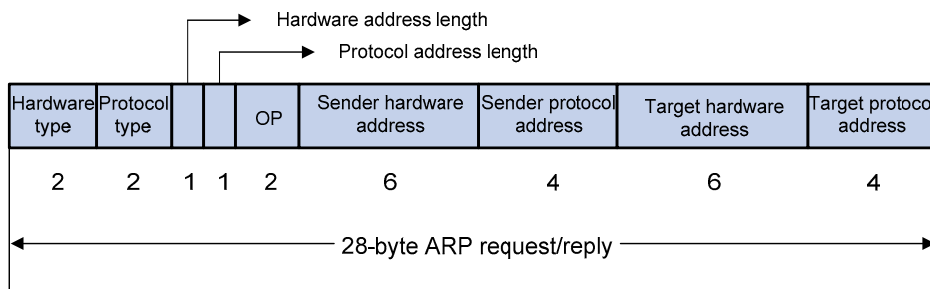 Hardware address length
Protocol address length
Hardware type
Protocol type
OP
Sender hardware address
Sender protocol address
Target hardware address
Target protocol address
2 2 1 1 2 6 4 6 4
28-byte ARP request/reply